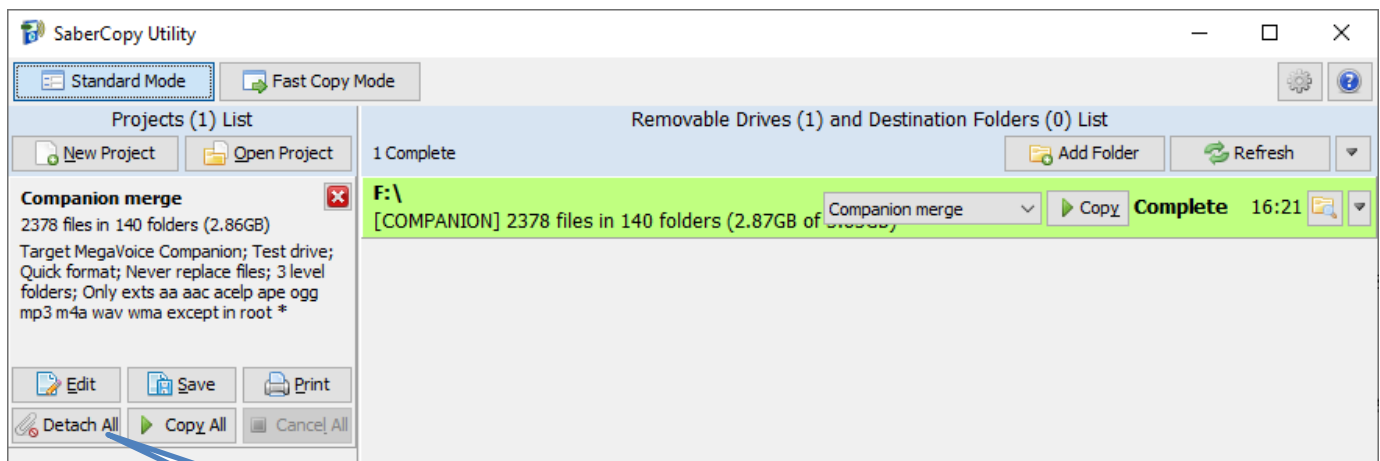 SaberCopy Utility
Standard Mode Fast Copy Mode
Projects (1) List
Removable Drives (1) and Destination Folders (0) List
New Project Open Project
1 Complete Add Folder Refresh
Companion merge
2378 files in 140 folders (2.86GB)
Target MegaVoice Companion; Test drive;
Quick format; Never replace files; 3 level
folders; Only exts aa aac acelp ape ogg
mp3 m4a wav wma except in root *
Edit Save Print
Detach All Copy All Cancel All
F:\
[COMPANION] 2378 files in 140 folders (2.87GB of
Companion merge Copy Complete 16:21